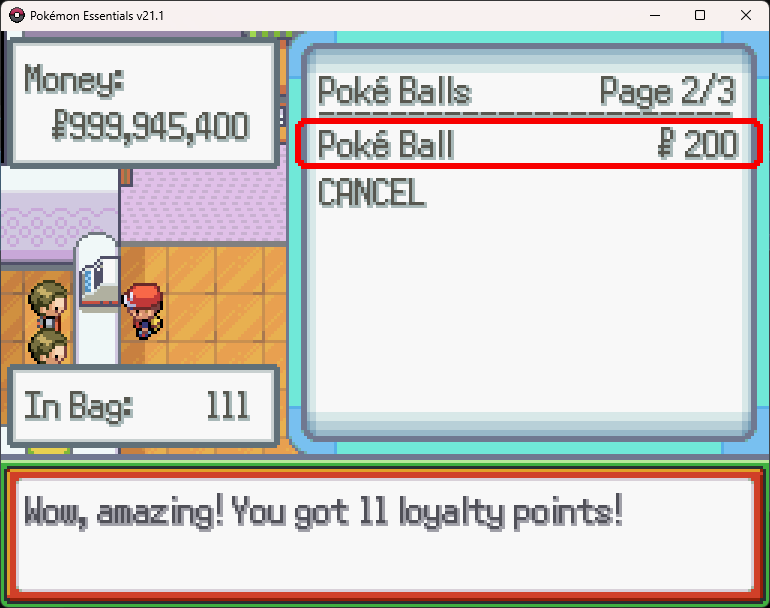 Pokémon Essentials v21.1
Money:
₽999,945,400
Poké Balls Page 2/3
Poké Ball ₽ 200
CANCEL
In Bag: 111
Wow, amazing! You got 11 loyalty points!